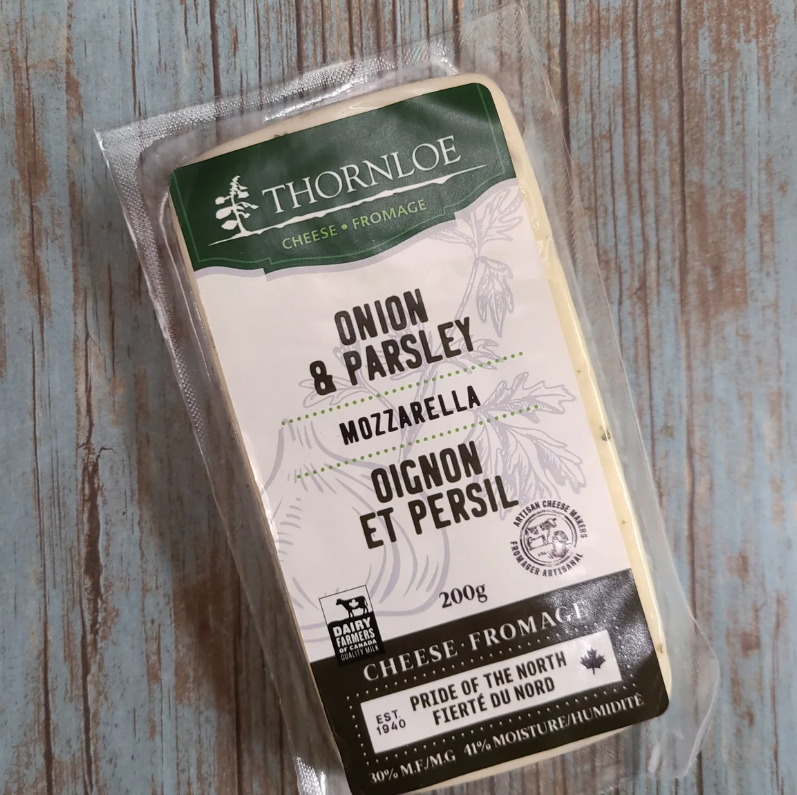 THORNLOE
CHEESE • FROMAGE
ONION
& PARSLEY
MOZZARELLA
OIGNON
ET PERSIL
ARTISAN CHEESE MAKERS
FROMAGER ARTISANAL
200g
DAIRY
FARMERS
OF CANADA
QUALITY MILK
CHEESE FROMAGE
EST.
1940
PRIDE OF THE NORTH
FIERTÉ DU NORD
30% M.F./M.G 41% MOISTURE/HUMIDITÉ